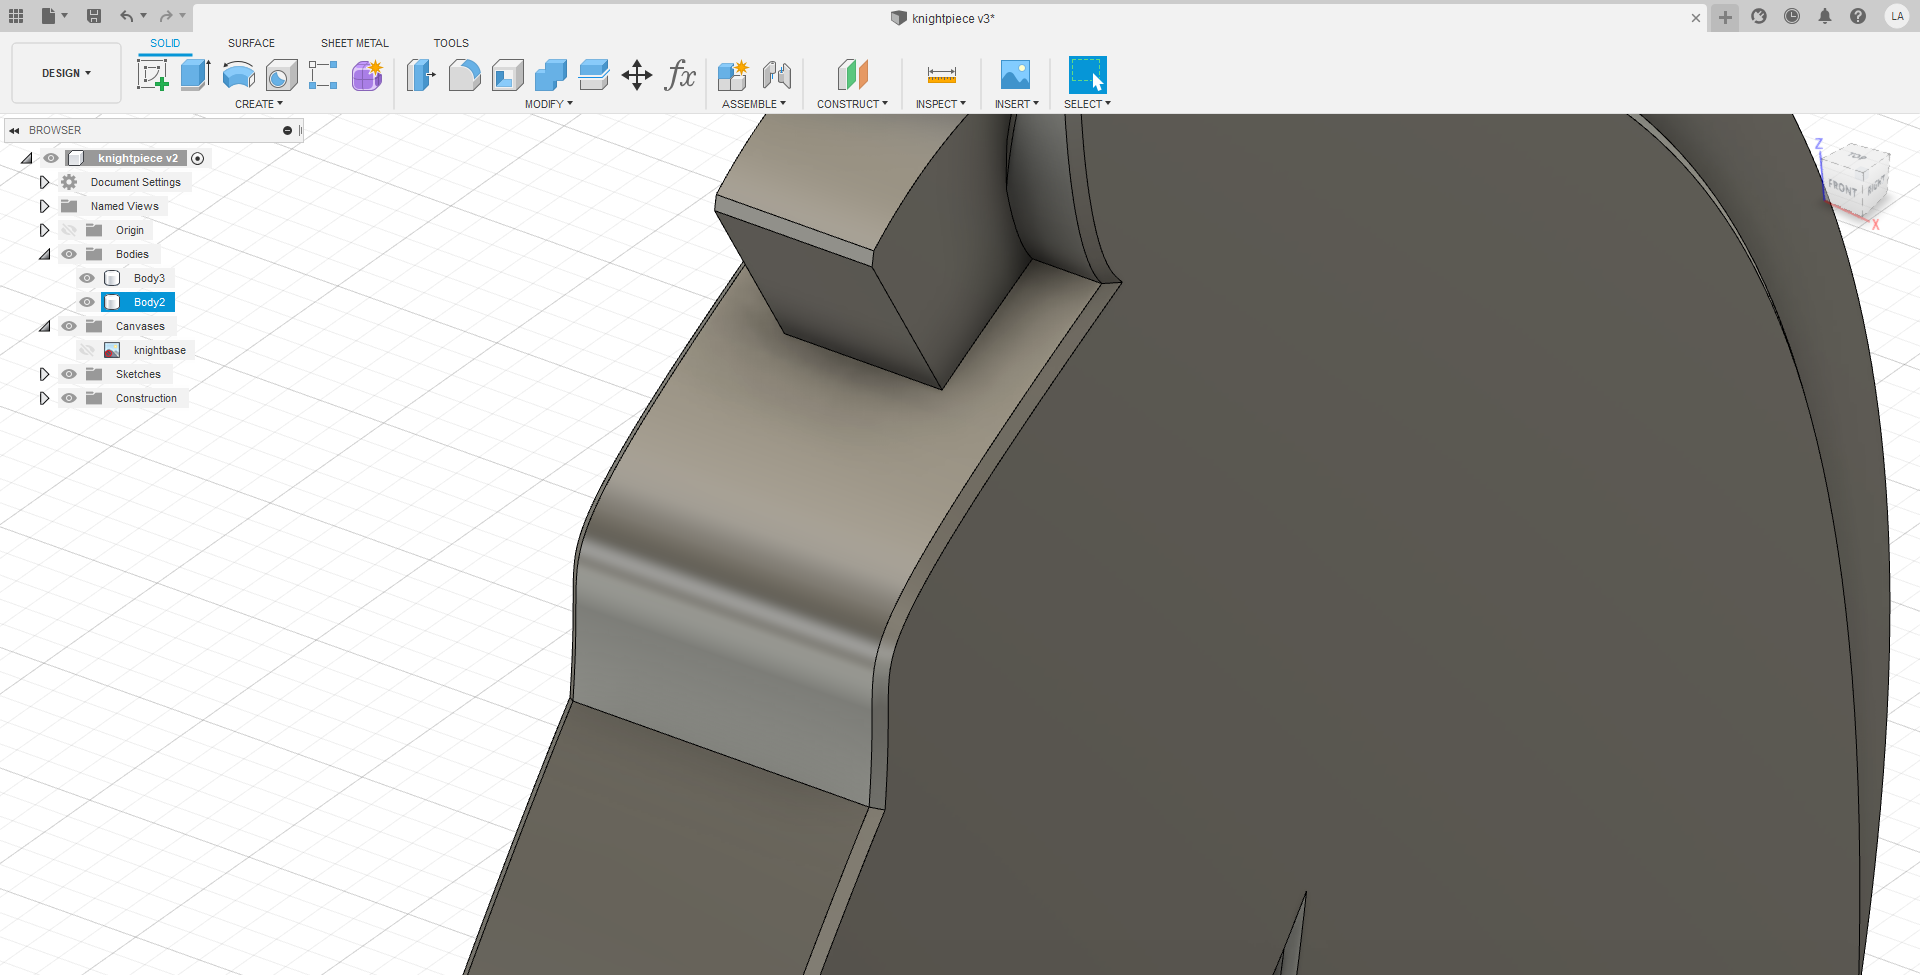 knightpiece v3*
LA
DESIGN
SOLID
SURFACE
SHEET METAL
TOOLS
fx
CREATE
MODIFY
ASSEMBLE
CONSTRUCT
INSPECT
INSERT
SELECT
BROWSER
knightpiece v2
Document Settings
Named Views
Origin
Bodies
Body3
Body2
Canvases
knightbase
Sketches
Construction
Z
TOP
FRONT
RIGHT
X